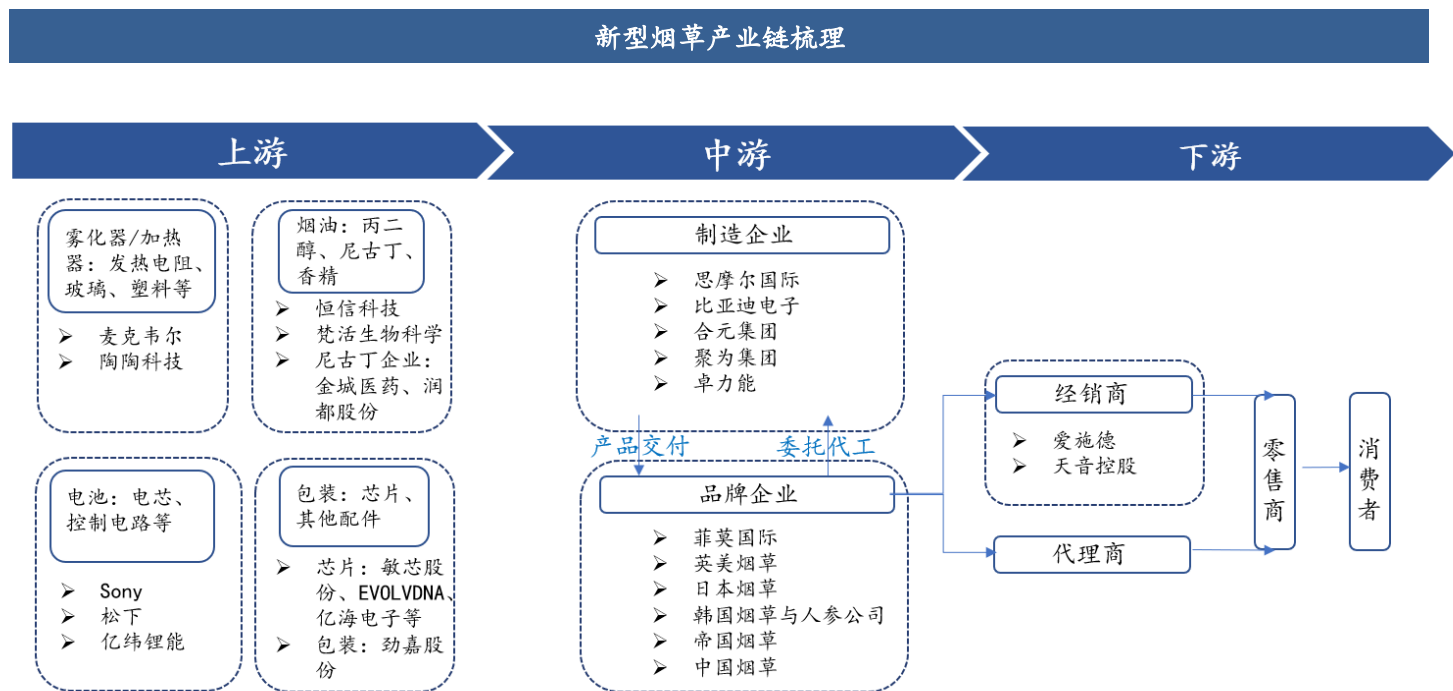 新型烟草产业链梳理
上游
中游
下游
雾化器/加热
器：发热电阻、
玻璃、塑料等
➢ 麦克韦尔
➢ 陶陶科技
烟油：丙二
醇、尼古丁、
香精
➢ 恒信科技
➢ 梵活生物科学
➢ 尼古丁企业：
金城医药、润
都股份
电池：电芯、
控制电路等
➢ Sony
➢ 松下
➢ 亿纬锂能
包装：芯片、
其他配件
➢ 芯片：敏芯股
份、EVOLVDNA、
亿海电子等
➢ 包装：劲嘉股
份
制造企业
➢ 思摩尔国际
➢ 比亚迪电子
➢ 合元集团
➢ 聚为集团
➢ 卓力能
产品交付
委托代工
品牌企业
➢ 菲莫国际
➢ 英美烟草
➢ 日本烟草
➢ 韩国烟草与人参公司
➢ 帝国烟草
➢ 中国烟草
经销商
➢ 爱施德
➢ 天音控股
代理商
零售商
消费者